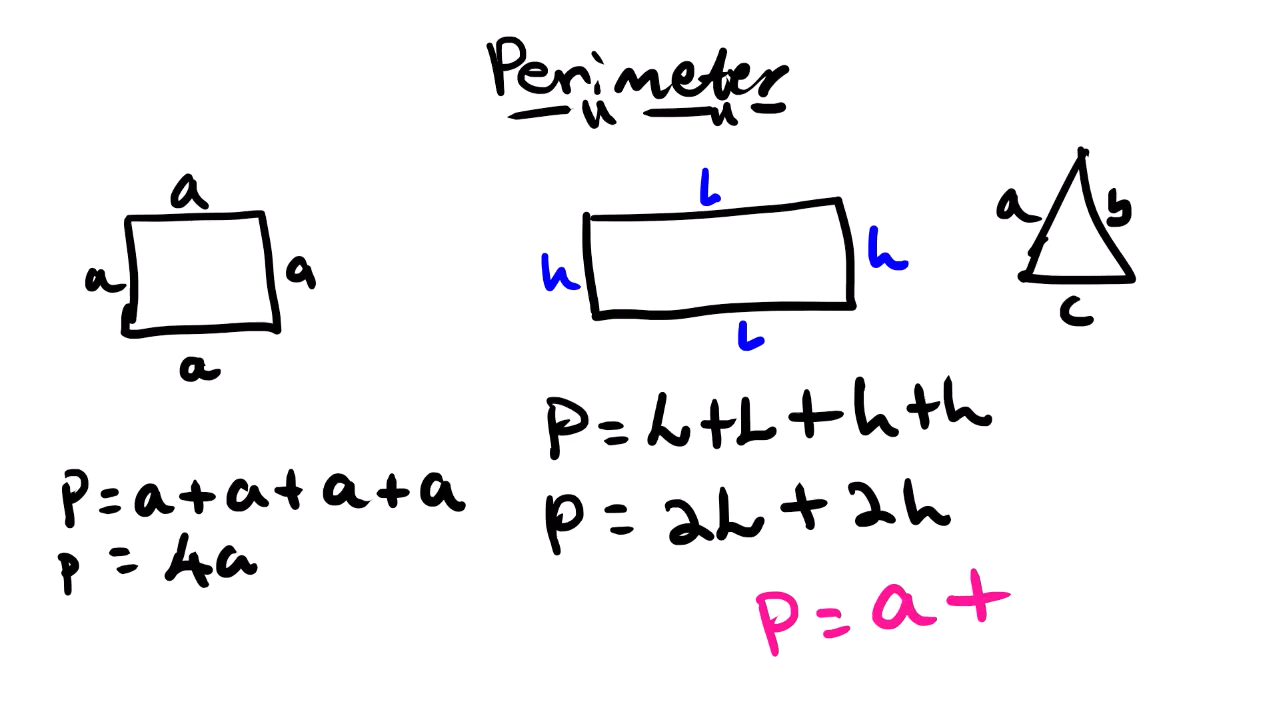 Perimeter
a
a
a
a
L
h
h
L
a
b
c
P = a + a + a + a
P = 4a
P = L + L + h + h
P = 2L + 2h
P = a +